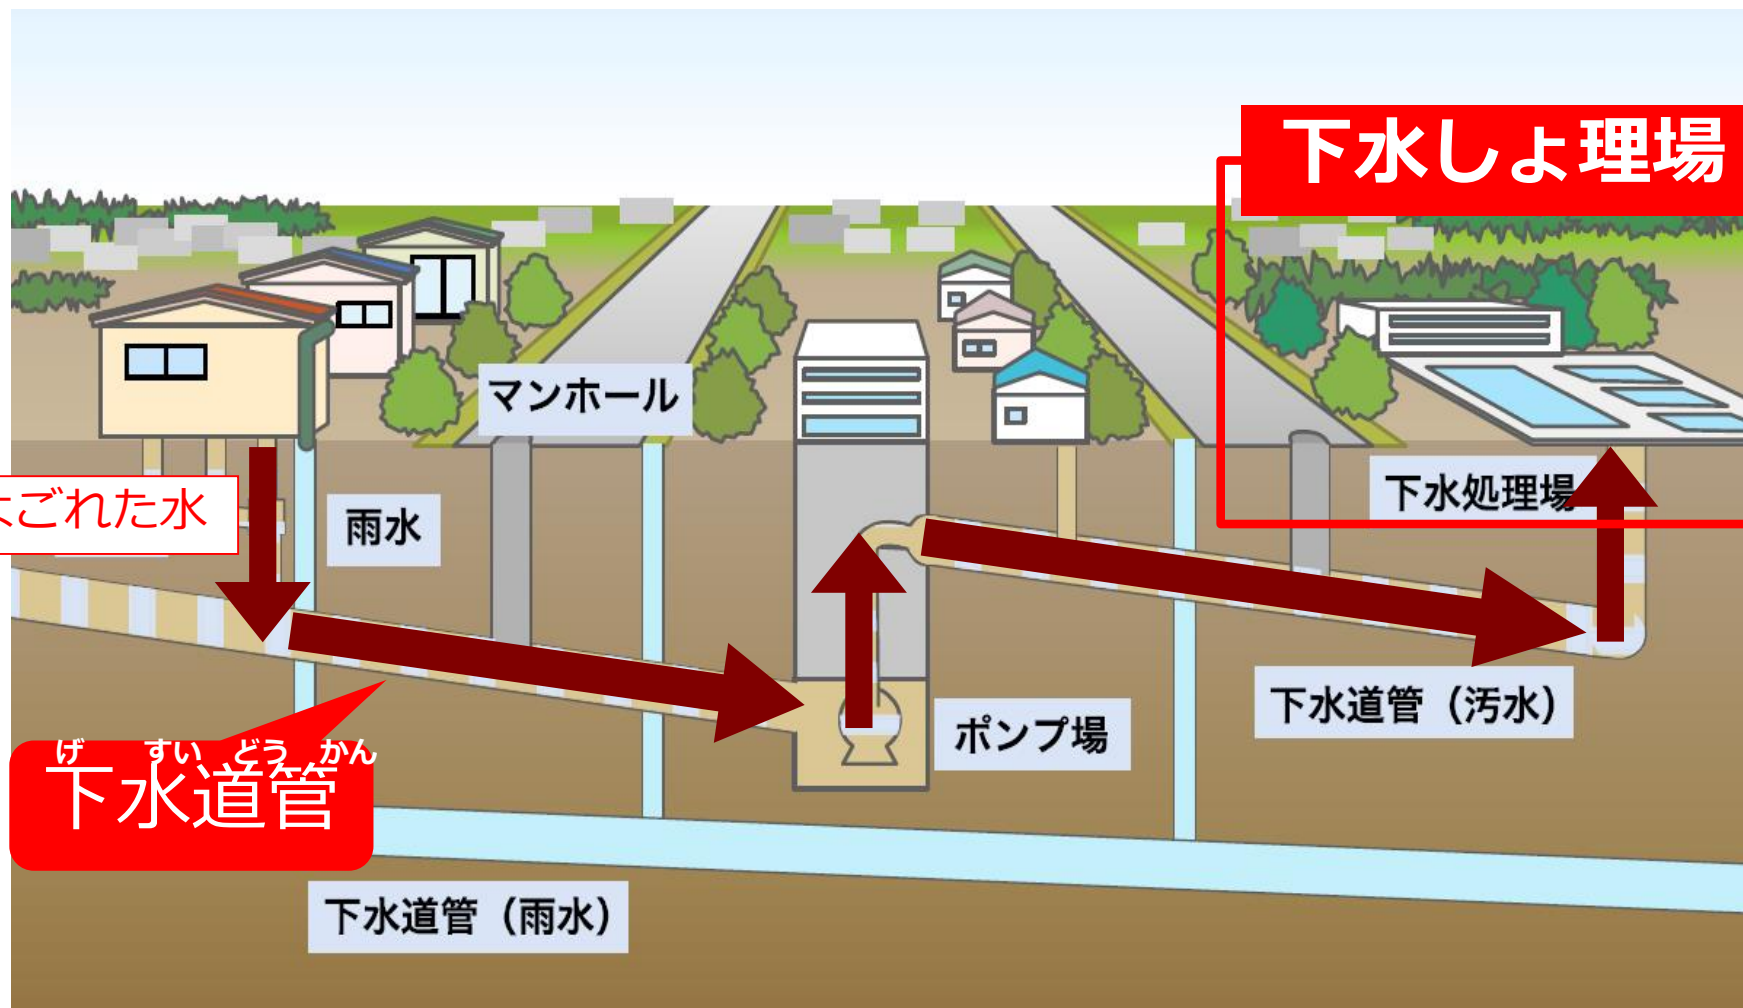 下水しょ理場
マンホール
下水処理場
よごれた水
雨水
下水道管（汚水）
ポンプ場
げ すい どう かん
下水道管
下水道管（雨水）